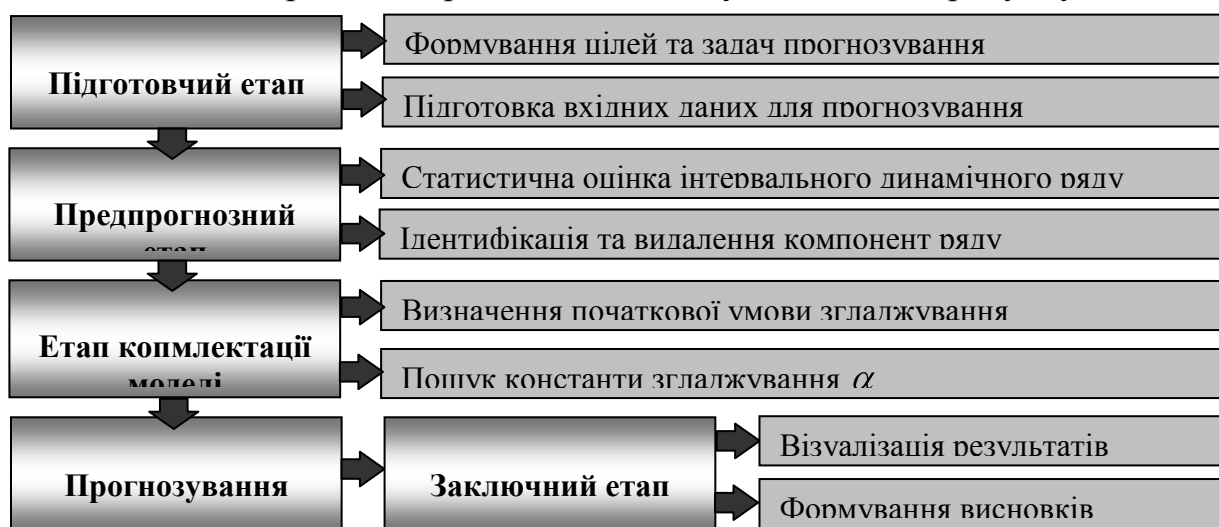 Підготовчий етап
Формування цілей та задач прогнозування
Підготовка вхідних даних для прогнозування
Предпрогнозний
етап
Статистична оцінка інтервального динамічного ряду
Ідентифікація та видалення компонент ряду
Етап копмлектації
моделі
Визначення початкової умови згладжування
Пошук константи згладжування α
Прогнозування
Заключний етап
Візуалізація результатів
Формування висновків